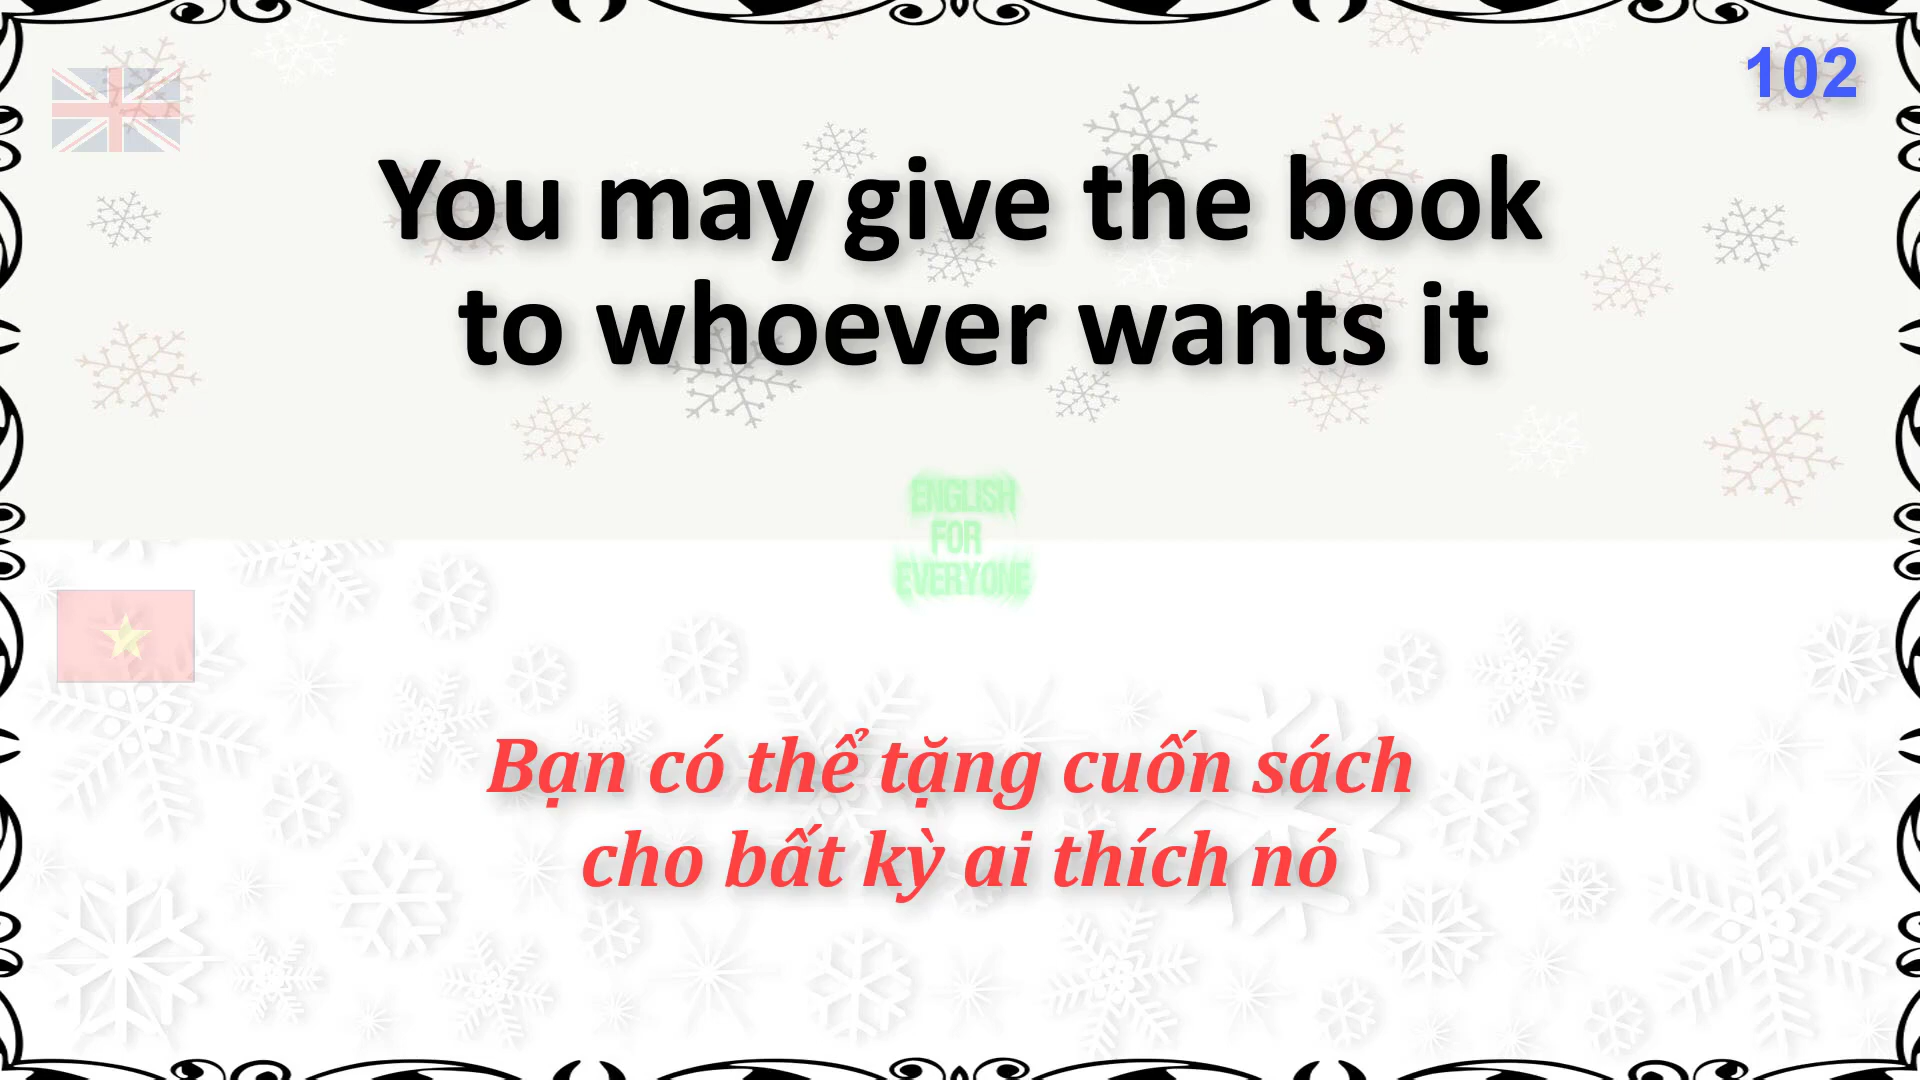 102
You may give the book
to whoever wants it
ENGLISH
FOR
EVERYONE
Bạn có thể tặng cuốn sách
cho bất kỳ ai thích nó